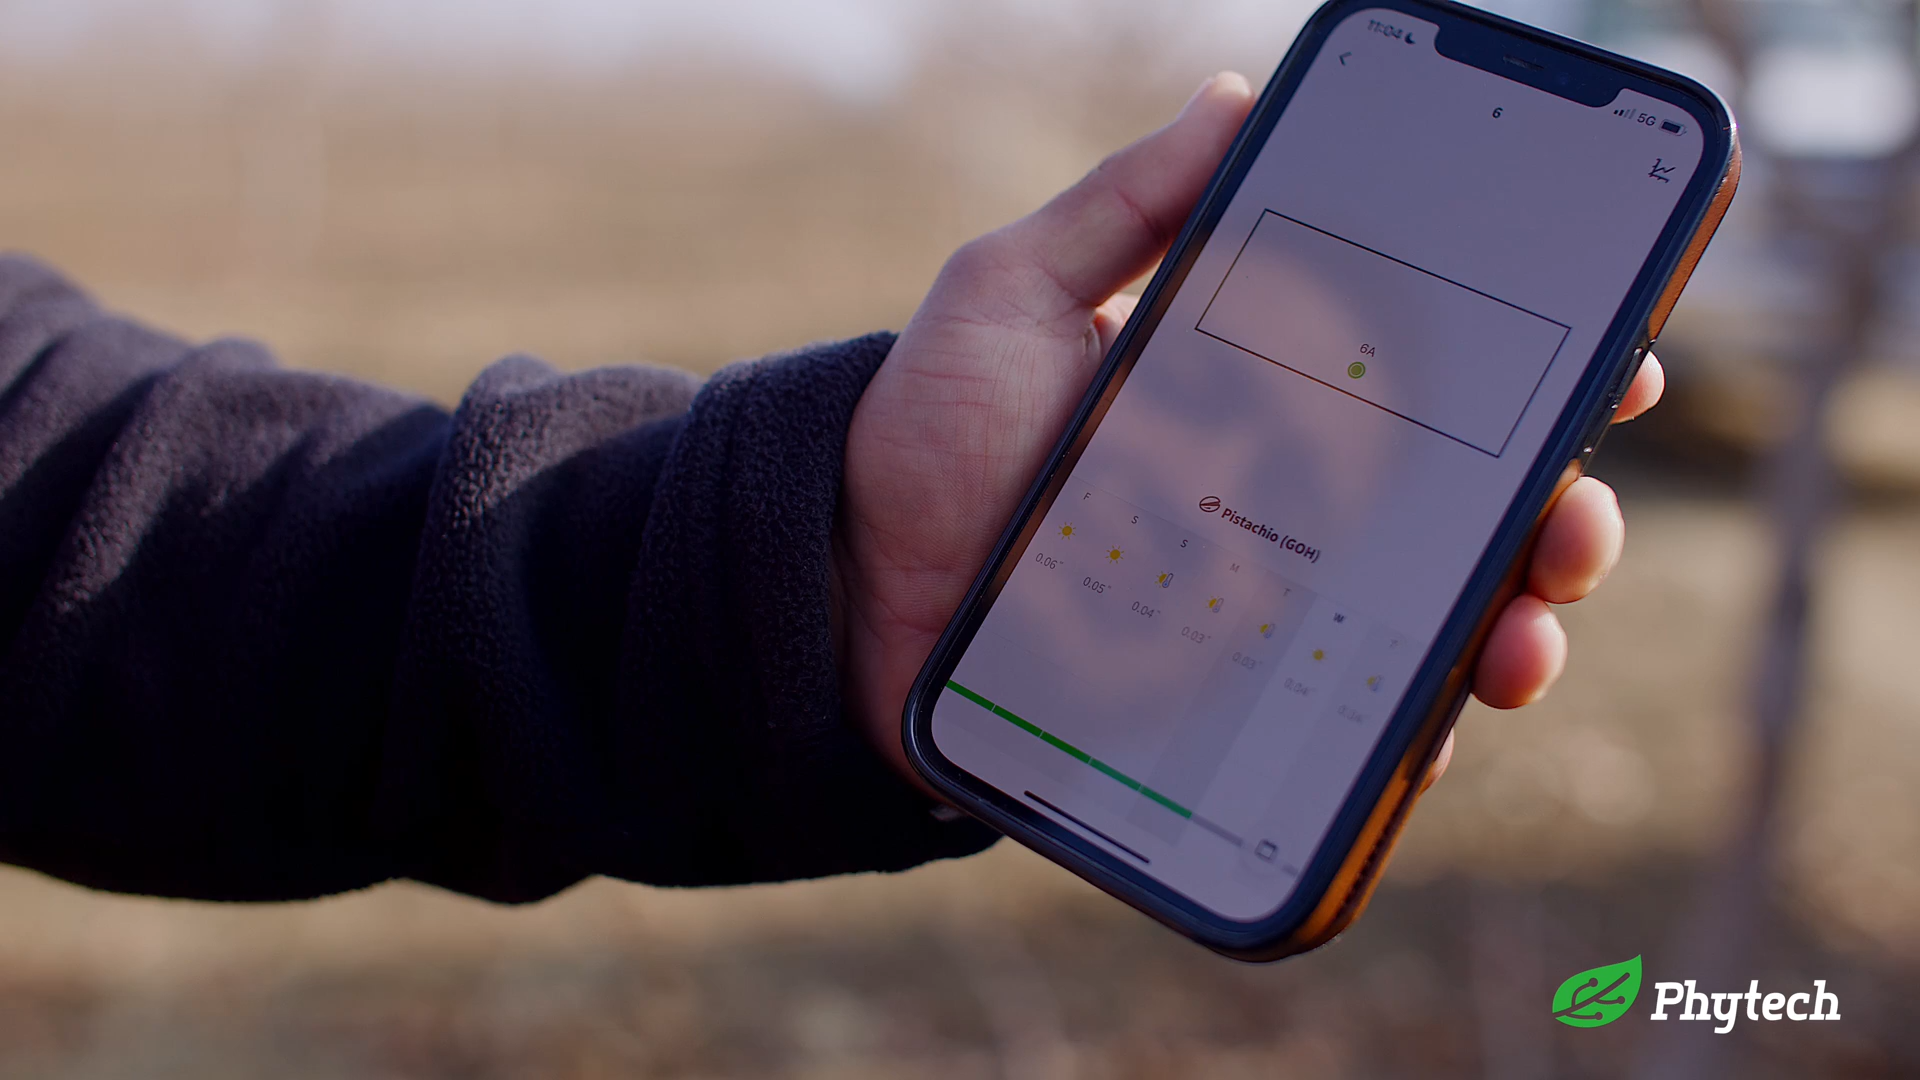 11:04
5G
6
6A
Pistachio (GOH)
F S S M T W T
0.06" 0.05" 0.04" 0.03" 0.03" 0.04"
Phytech